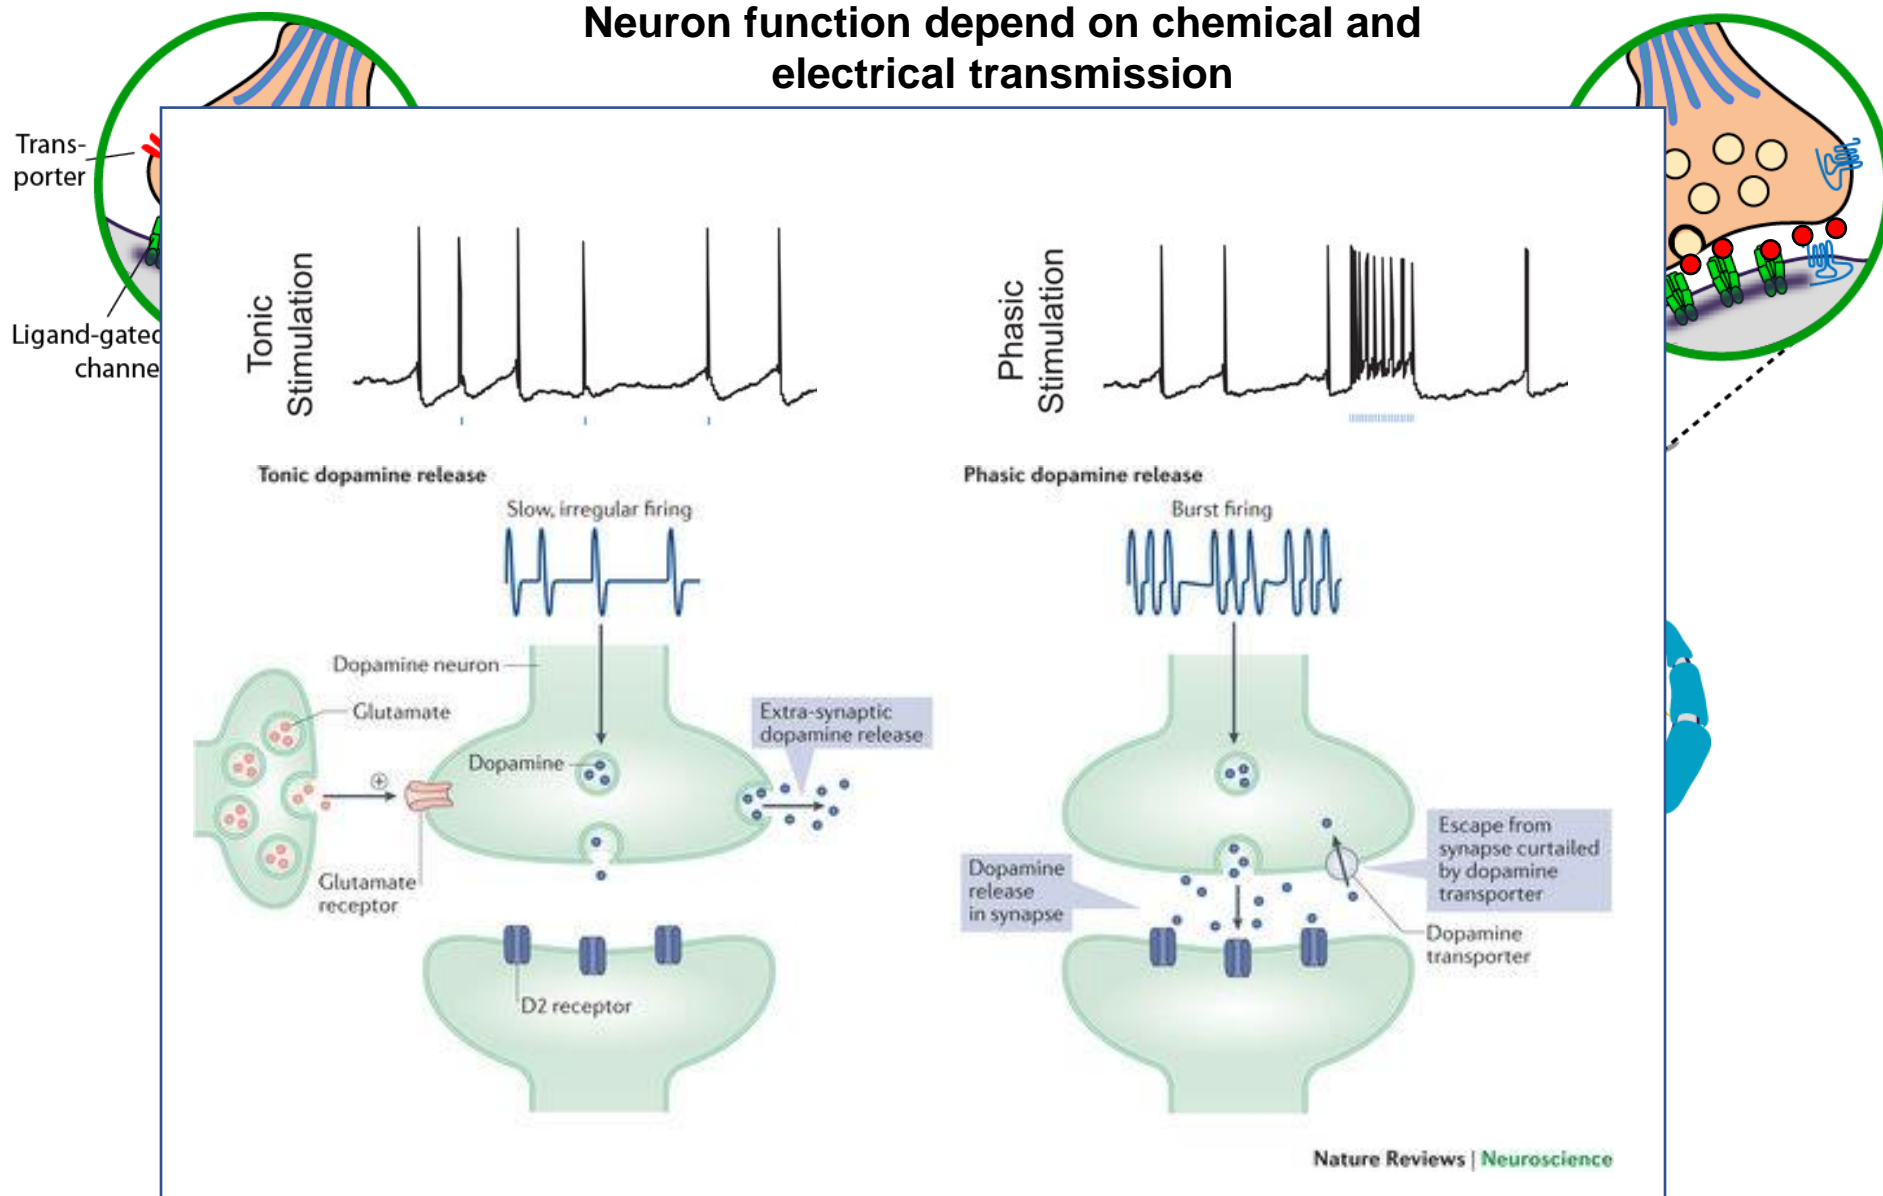 Neuron function depend on chemical and
electrical transmission
Trans-
porter
Ligand-gated
channe
Tonic
Stimulation
Phasic
Stimulation
Tonic dopamine release
Slow, irregular firing
Dopamine neuron
Glutamate
Dopamine
Extra-synaptic
dopamine release
Glutamate
receptor
D2 receptor
Phasic dopamine release
Burst firing
Dopamine
release
in synapse
Escape from
synapse curtailed
by dopamine
transporter
Dopamine
transporter
Nature Reviews | Neuroscience